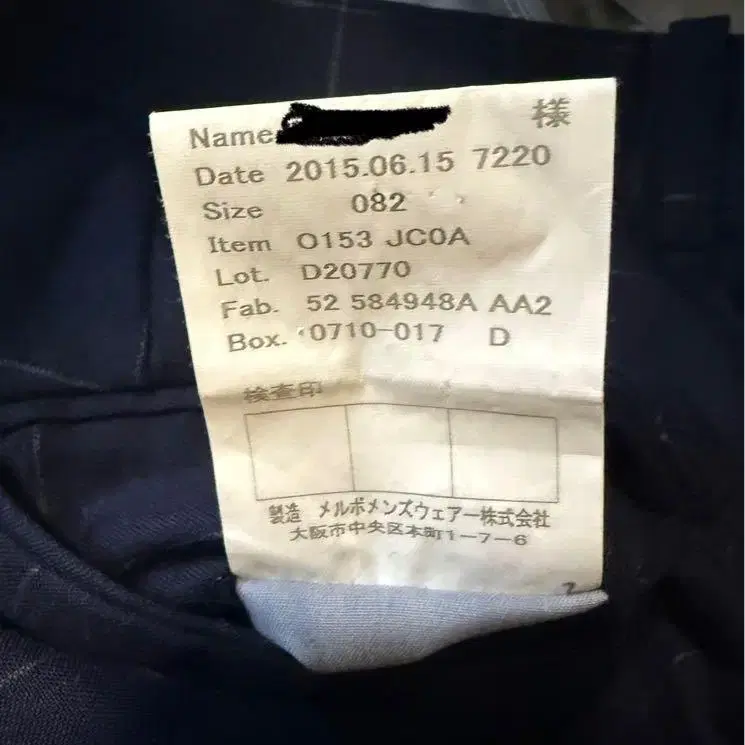 Name 様
Date 2015.06.15 7220
Size 082
Item O153 JC0A
Lot. D20770
Fab. 52 584948A AA2
Box. 0710-017 D
検査印
製造 メルボメンズウェアー株式会社
大阪市中央区本町1-7-6